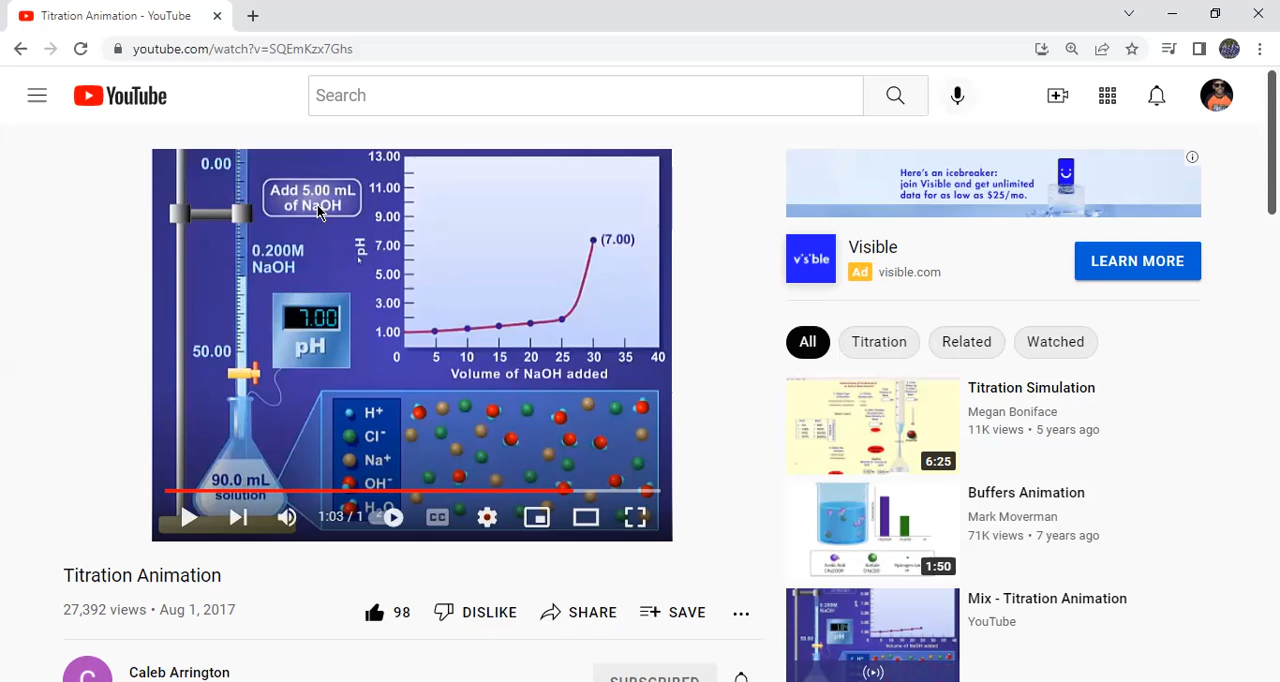 Titration Animation - YouTube
youtube.com/watch?v=SQEmKzx7Ghs
YouTube
Search
0.00
Add 5.00 mL
of NaOH
0.200M
NaOH
7.00
pH
50.00
90.0 mL
solution
13.00
11.00
9.00
7.00
5.00
3.00
1.00
pH
(7.00)
0 5 10 15 20 25 30 35 40
Volume of NaOH added
H+
Cl-
Na+
OH-
H₂O
1:03 / 1
CC
Titration Animation
27,392 views • Aug 1, 2017
98 DISLIKE SHARE SAVE
C
Caleb Arrington
SUBSCRIBED
Here's an icebreaker:
join Visible and get unlimited
data for as low as $25/mo.
v's'ble
Visible
Ad visible.com
LEARN MORE
All Titration Related Watched
Titration Simulation
Megan Boniface
11K views • 5 years ago
6:25
Buffers Animation
Mark Moverman
71K views • 7 years ago
1:50
Mix - Titration Animation
YouTube